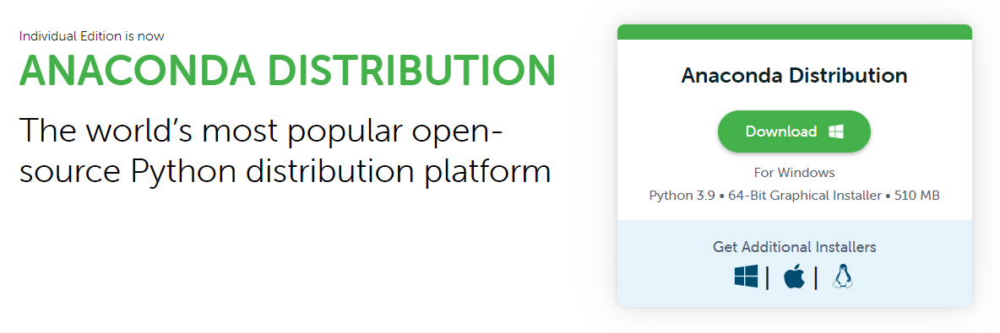 Individual Edition is now
ANACONDA DISTRIBUTION
The world’s most popular open-
source Python distribution platform
Anaconda Distribution
Download
For Windows
Python 3.9 • 64-Bit Graphical Installer • 510 MB
Get Additional Installers
| |